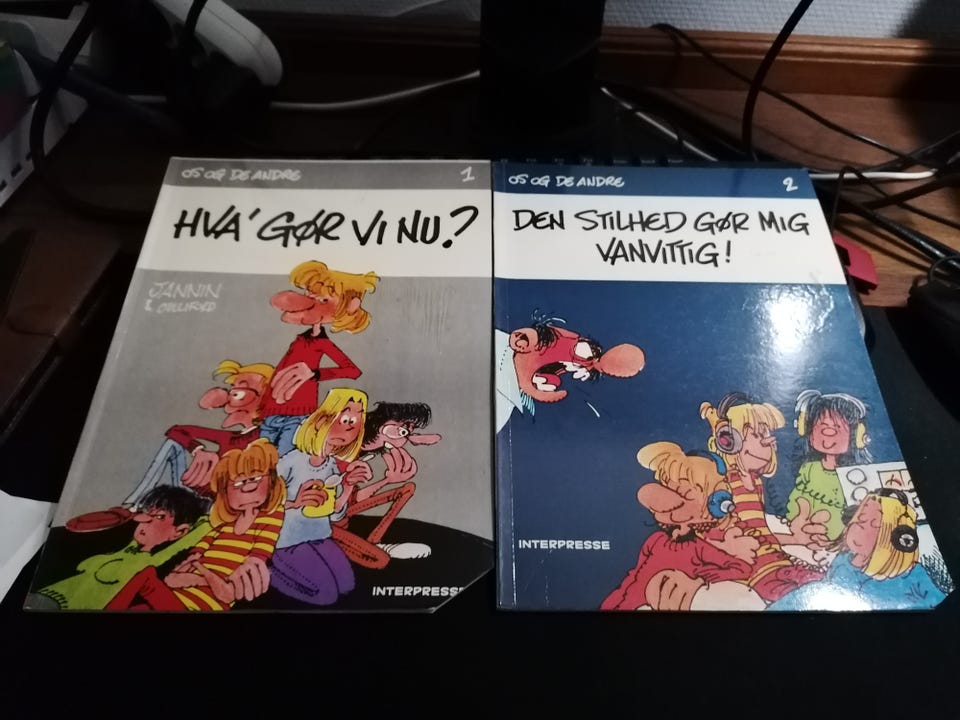 OS OG DE ANDRE 1
HVA' GØR VI NU?
JANNIN
&
INTERPRESSE
OS OG DE ANDRE 2
DEN STILHED GØR MIG
VANVITTIG!
INTERPRESSE